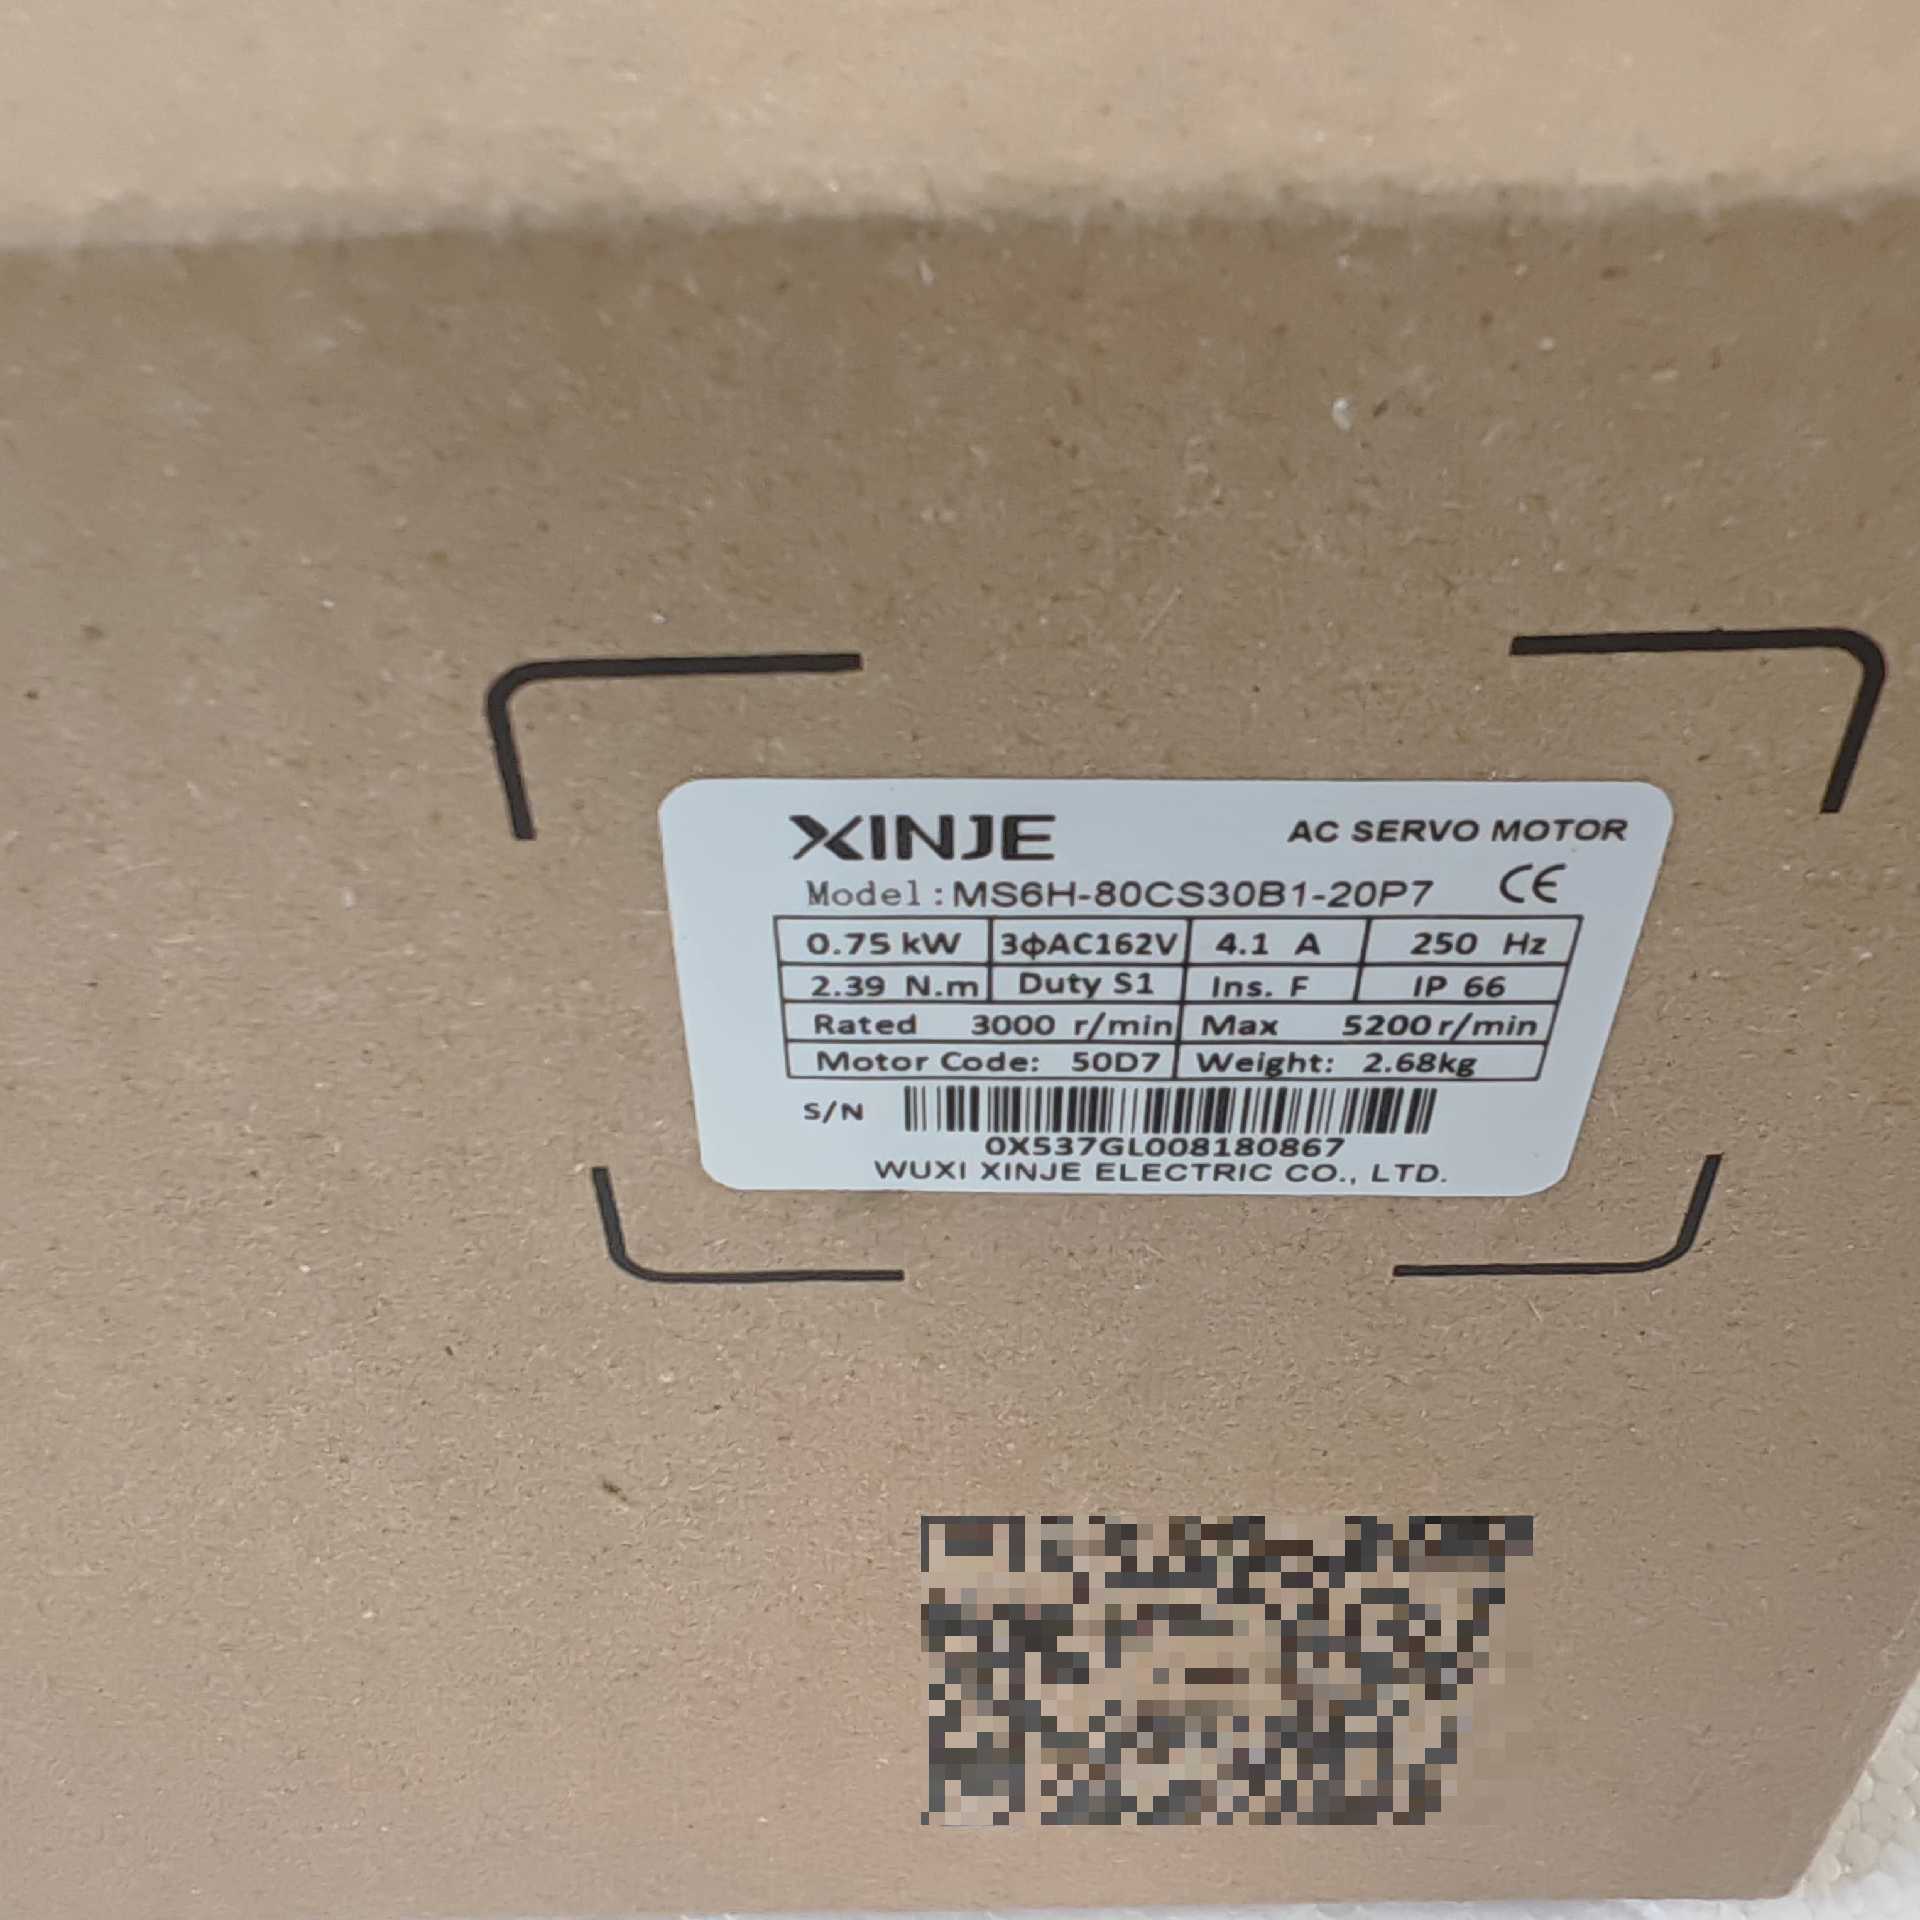 XINJE AC SERVO MOTOR
Model:MS6H-80CS30B1-20P7 CE
0.75 kW 3ϕAC162V 4.1 A 250 Hz
2.39 N.m Duty S1 Ins. F IP 66
Rated 3000 r/min Max 5200 r/min
Motor Code: 50D7 Weight: 2.68kg
S/N
0X537GL008180867
WUXI XINJE ELECTRIC CO., LTD.